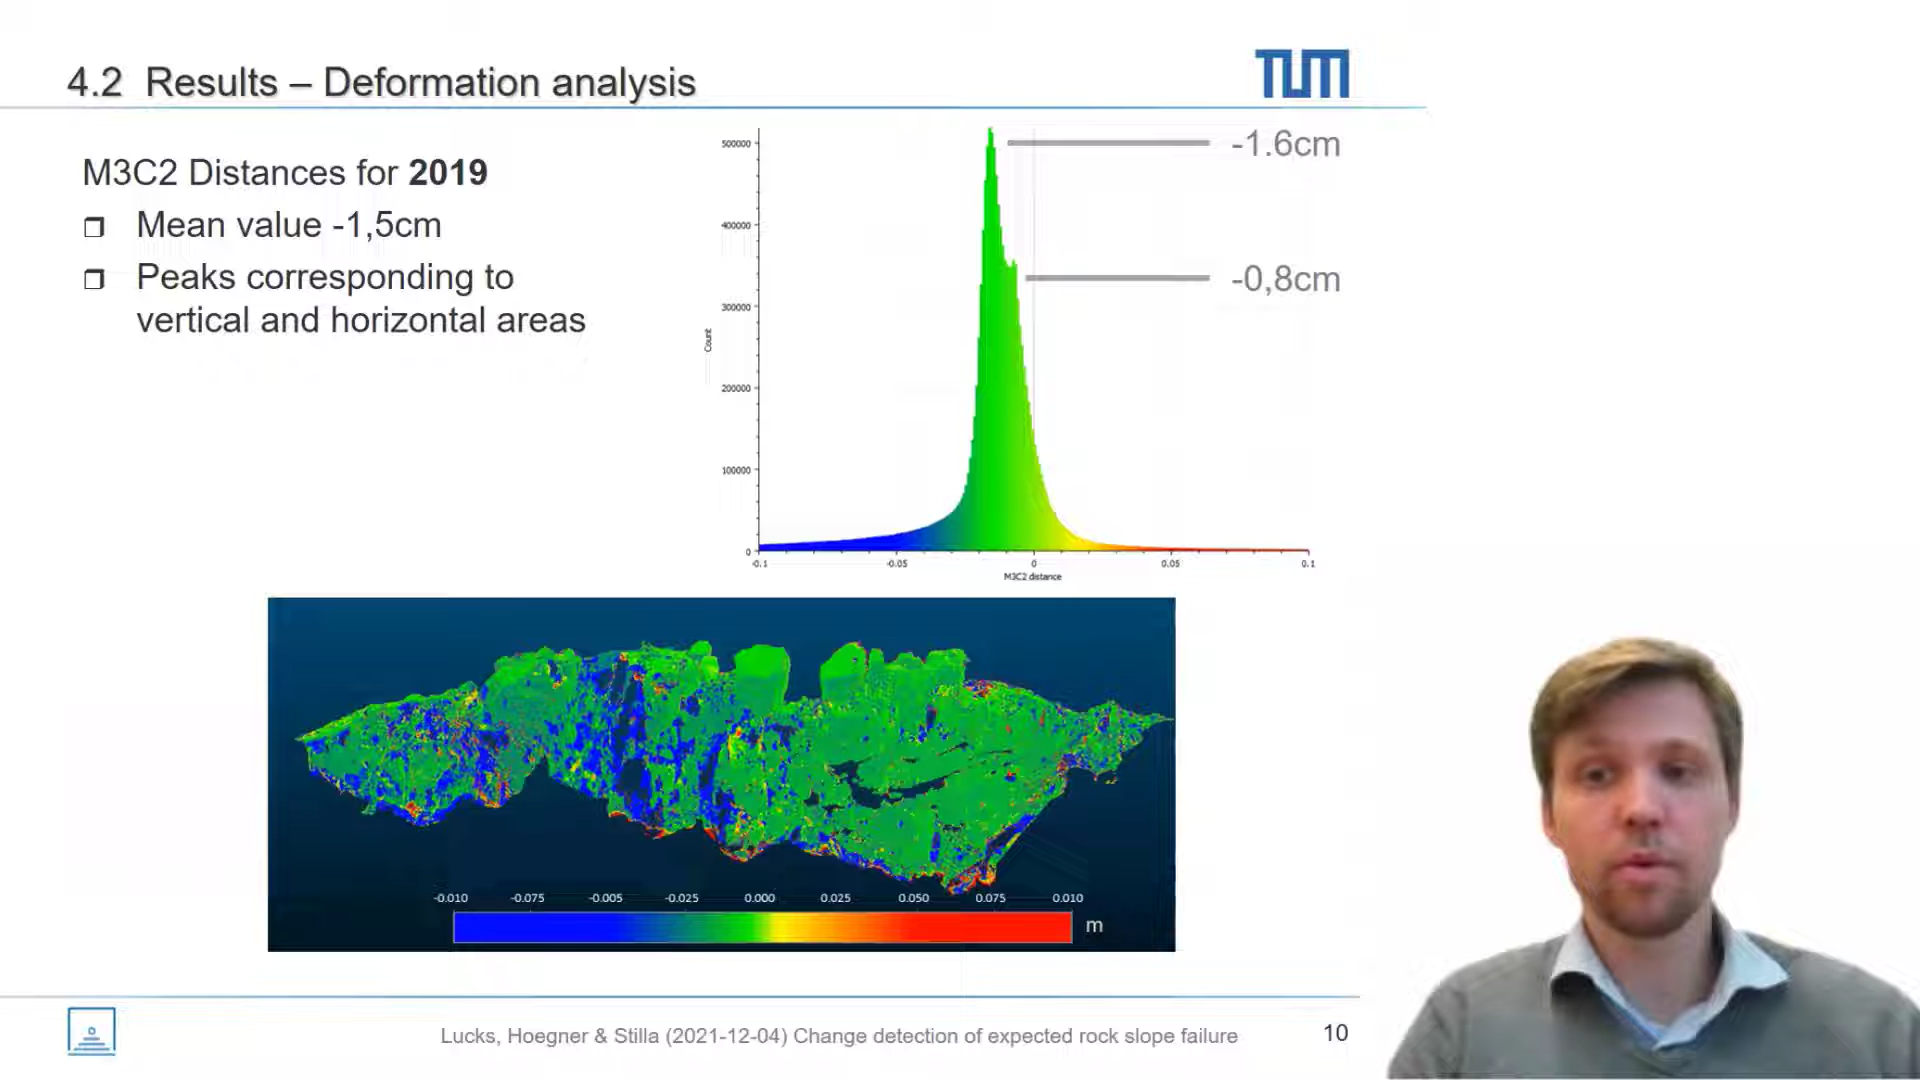 4.2 Results – Deformation analysis
TUM
M3C2 Distances for 2019
Mean value -1,5cm
Peaks corresponding to
vertical and horizontal areas
-1.6cm
-0,8cm
500000
400000
300000
200000
100000
0
Count
-0.1 -0.05 0 0.05 0.1
M3C2 distance
-0.010 -0.075 -0.005 -0.025 0.000 0.025 0.050 0.075 0.010
m
Lucks, Hoegner & Stilla (2021-12-04) Change detection of expected rock slope failure
10